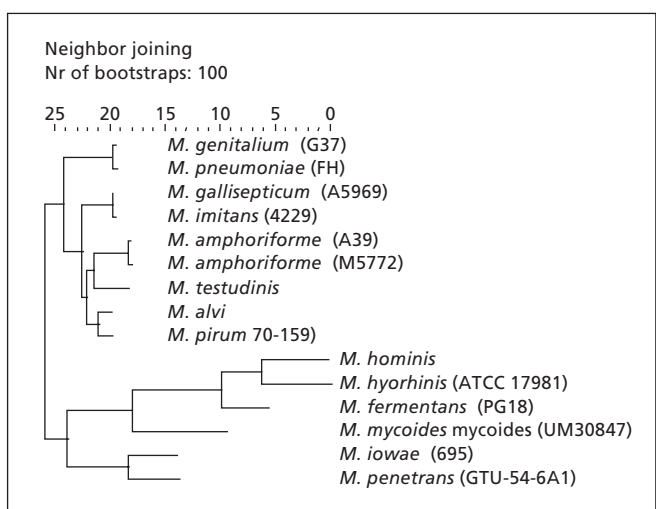 Neighbor joining
Nr of bootstraps: 100
25 20 15 10 5 0
M. genitalium (G37)
M. pneumoniae (FH)
M. gallisepticum (A5969)
M. imitans (4229)
M. amphoriforme (A39)
M. amphoriforme (M5772)
M. testudinis
M. alvi
M. pirum 70-159)
M. hominis
M. hyorhinis (ATCC 17981)
M. fermentans (PG18)
M. mycoides mycoides (UM30847)
M. iowae (695)
M. penetrans (GTU-54-6A1)